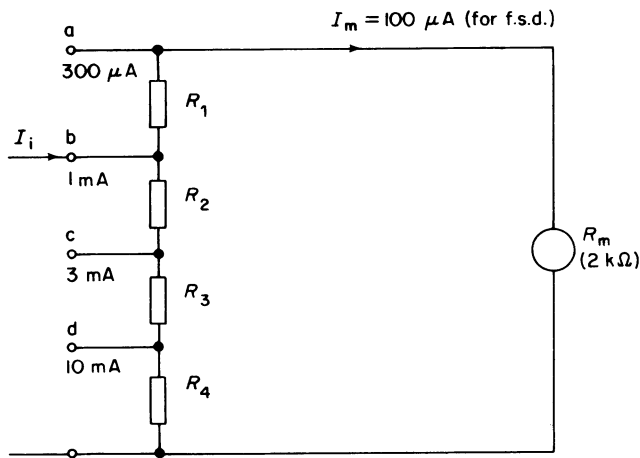 I_m = 100 μA (for f.s.d.)
a
300 μA
R_1
I_i
b
1 mA
R_2
c
3 mA
R_m
(2 kΩ)
R_3
d
10 mA
R_4